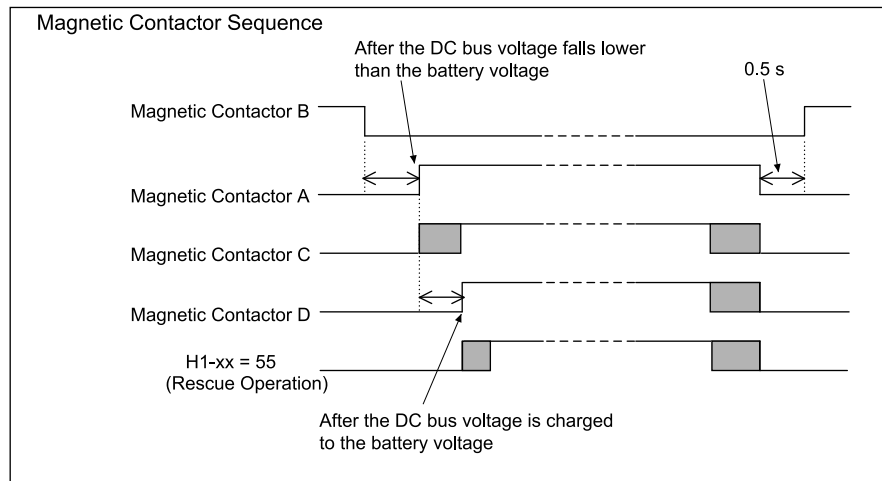 Magnetic Contactor Sequence
After the DC bus voltage falls lower
than the battery voltage
0.5 s
Magnetic Contactor B
Magnetic Contactor A
Magnetic Contactor C
Magnetic Contactor D
H1-xx = 55
(Rescue Operation)
After the DC bus voltage is charged
to the battery voltage